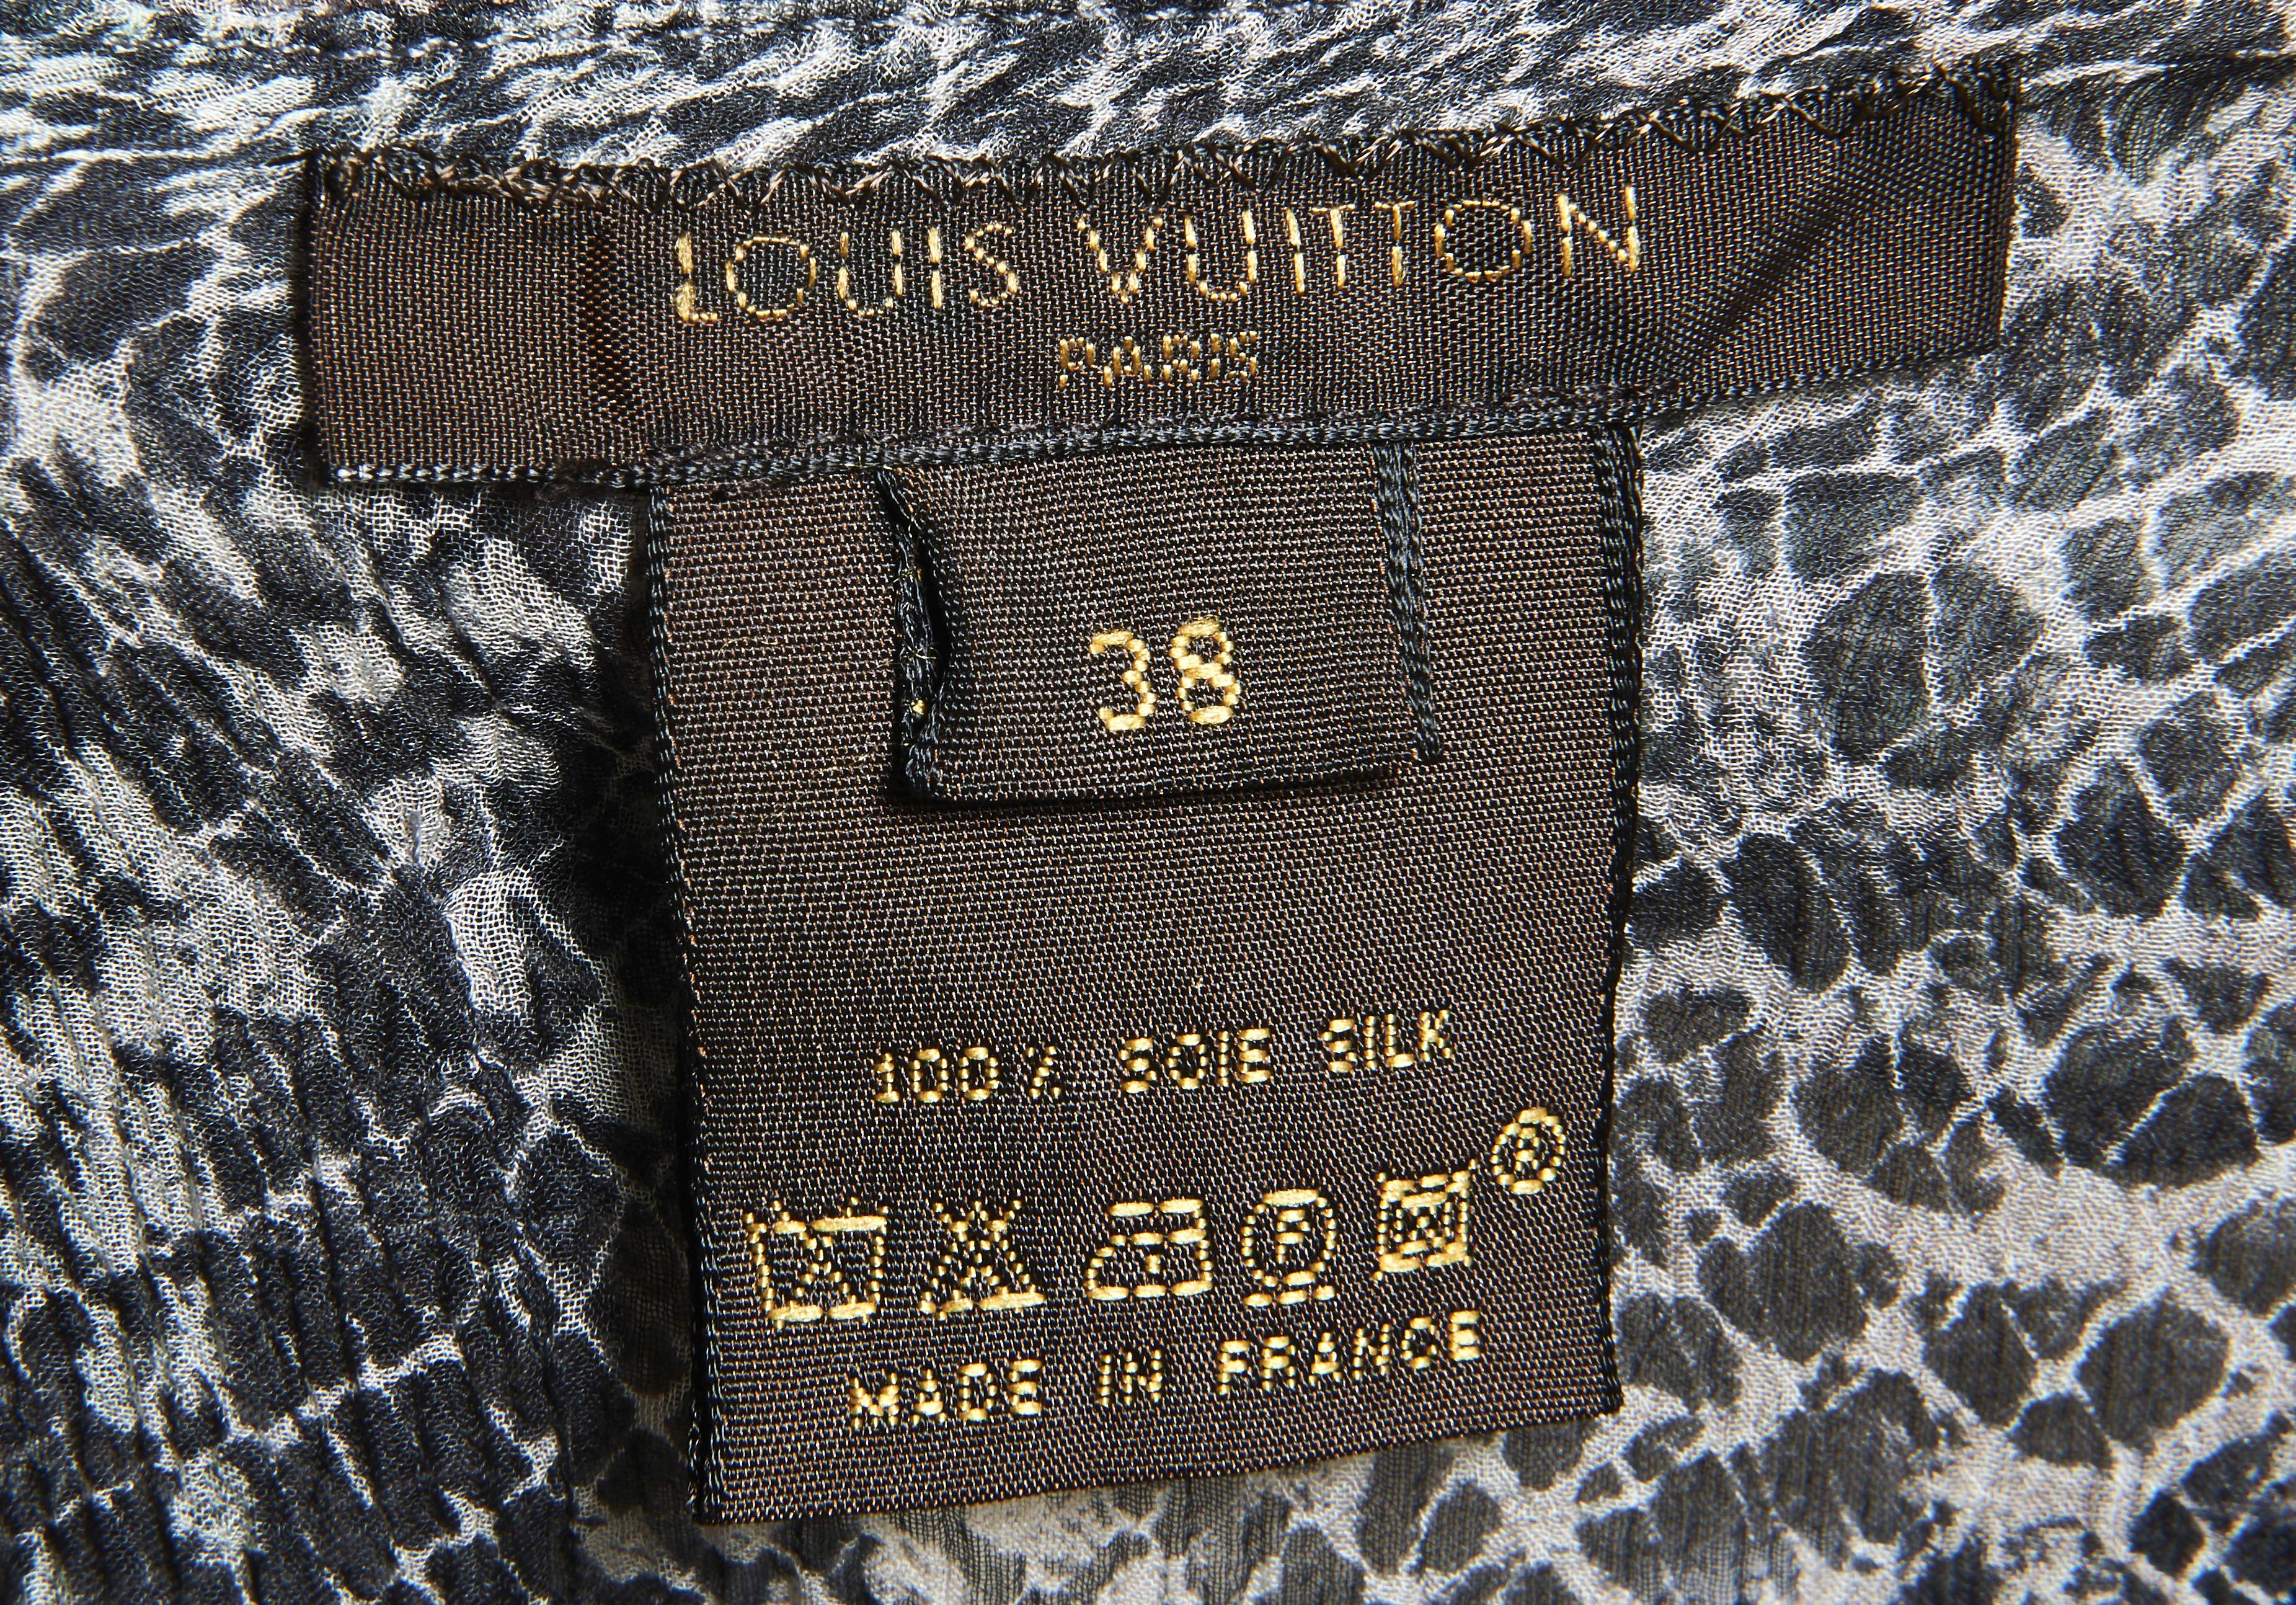 LOUIS VUITTON
PARIS
38
100% SOIE SILK
®
MADE IN FRANCE